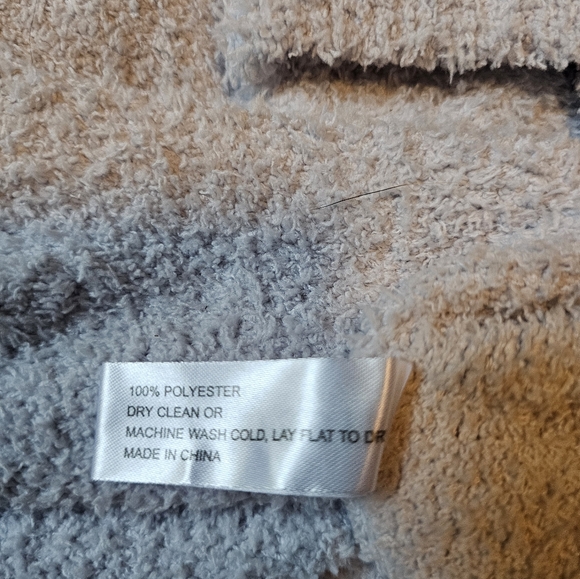 100% POLYESTER
DRY CLEAN OR
MACHINE WASH COLD, LAY FLAT TO DR
MADE IN CHINA